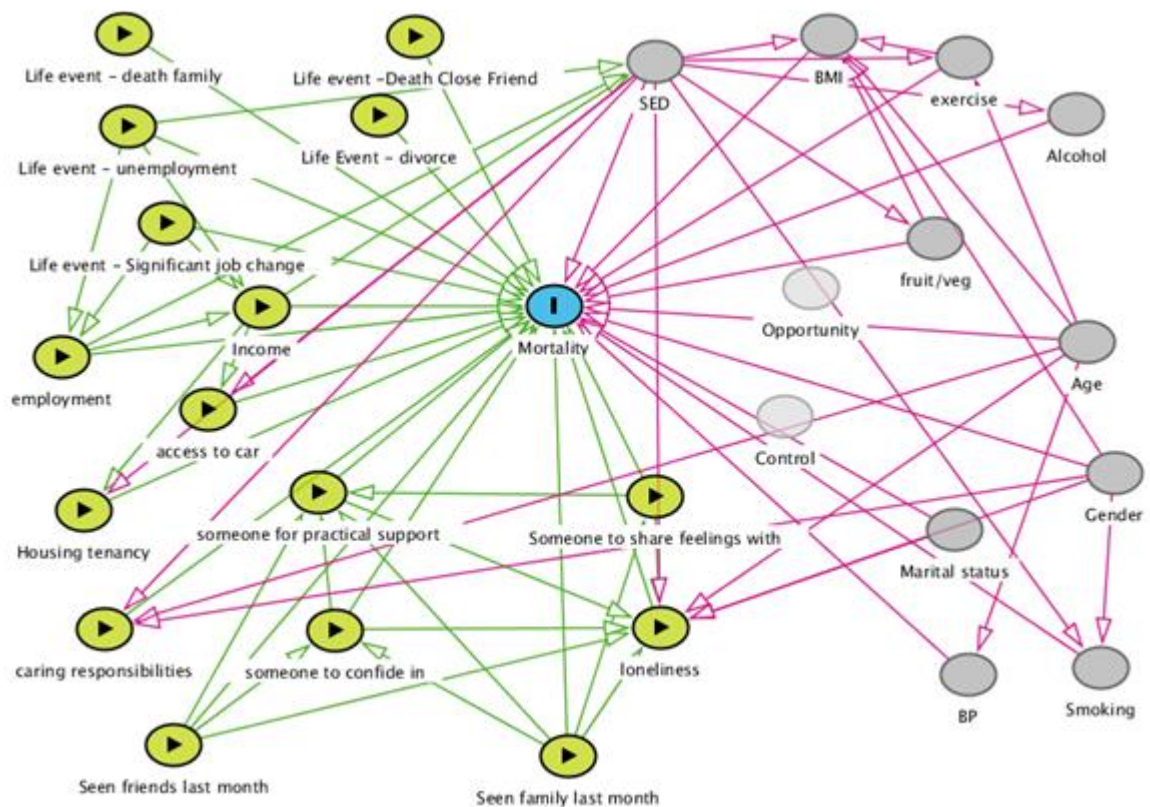 Life event - death family
Life event -Death Close Friend
SED
BMI
exercise
Alcohol
Life event - unemployment
Life Event - divorce
Life event - Significant job change
fruit/veg
Opportunity
Mortality
Income
employment
Age
access to car
Control
Gender
Housing tenancy
someone for practical support
Someone to share feelings with
Marital status
caring responsibilities
someone to confide in
loneliness
BP
Smoking
Seen friends last month
Seen family last month